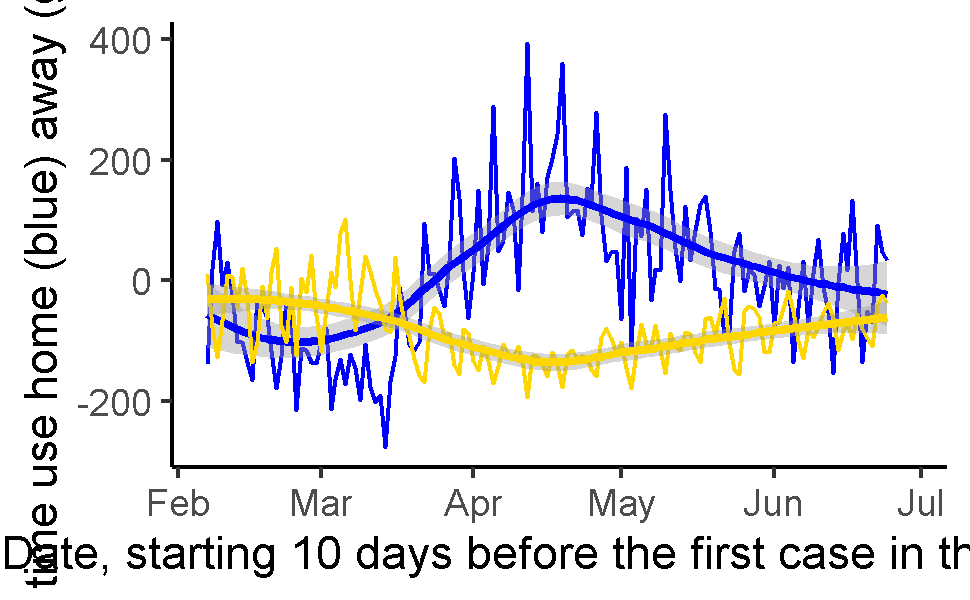 time use home (blue) away (
400
200
0
-200
Feb Mar Apr May Jun Jul
Date, starting 10 days before the first case in th